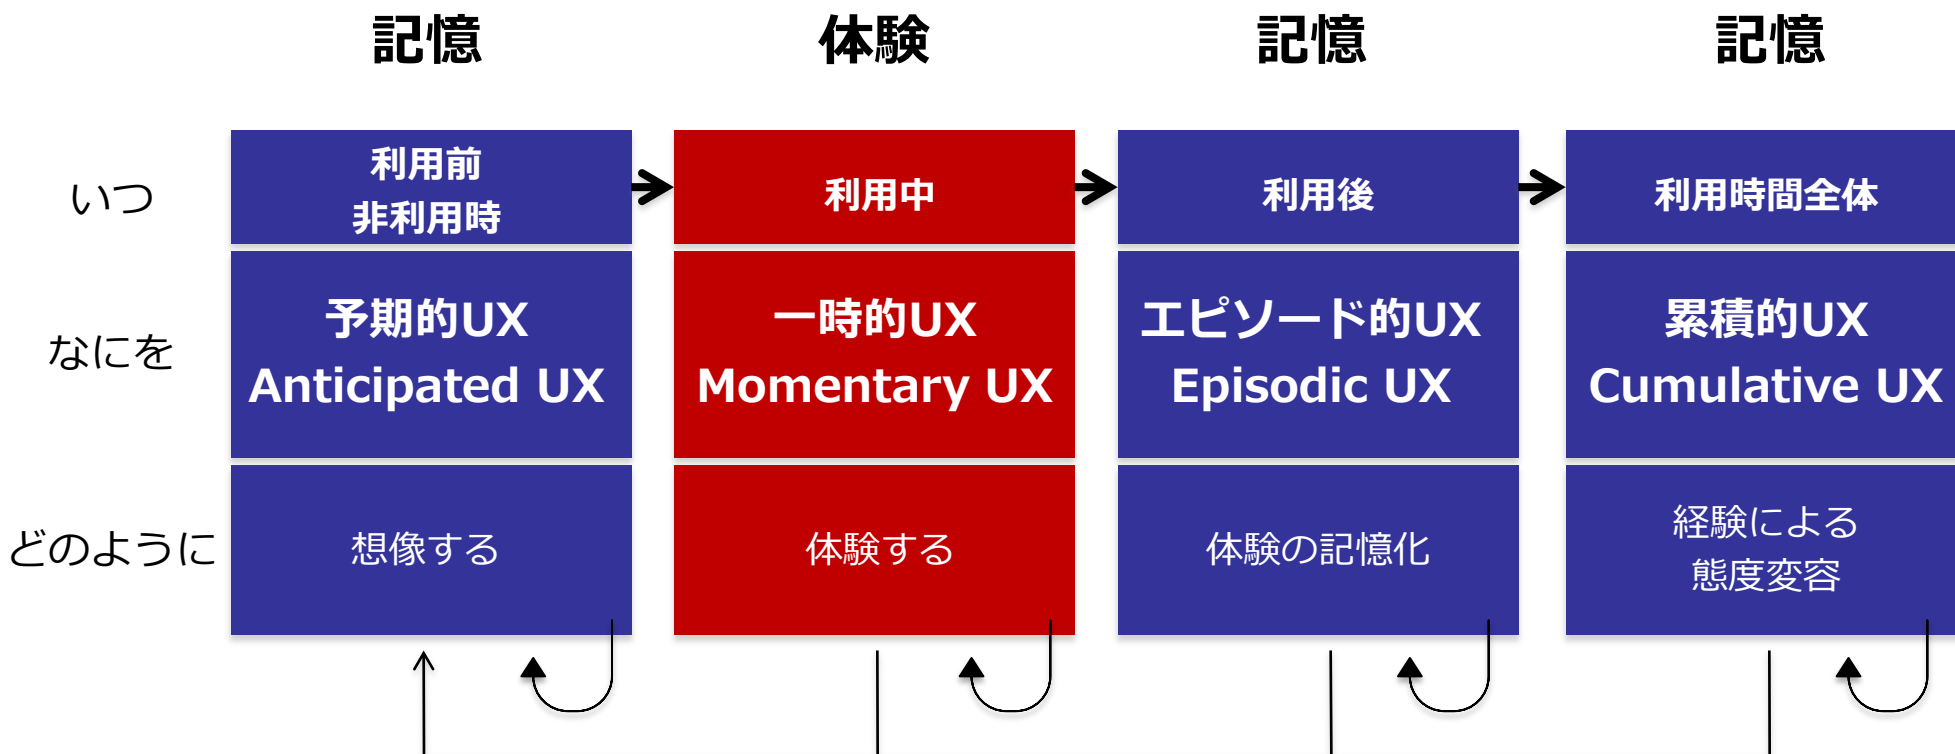 記憶
体験
記憶
記憶
いつ
利用前
非利用時
利用中
利用後
利用時間全体
なにを
予期的UX
Anticipated UX
一時的UX
Momentary UX
エピソード的UX
Episodic UX
累積的UX
Cumulative UX
どのように
想像する
体験する
体験の記憶化
経験による
態度変容